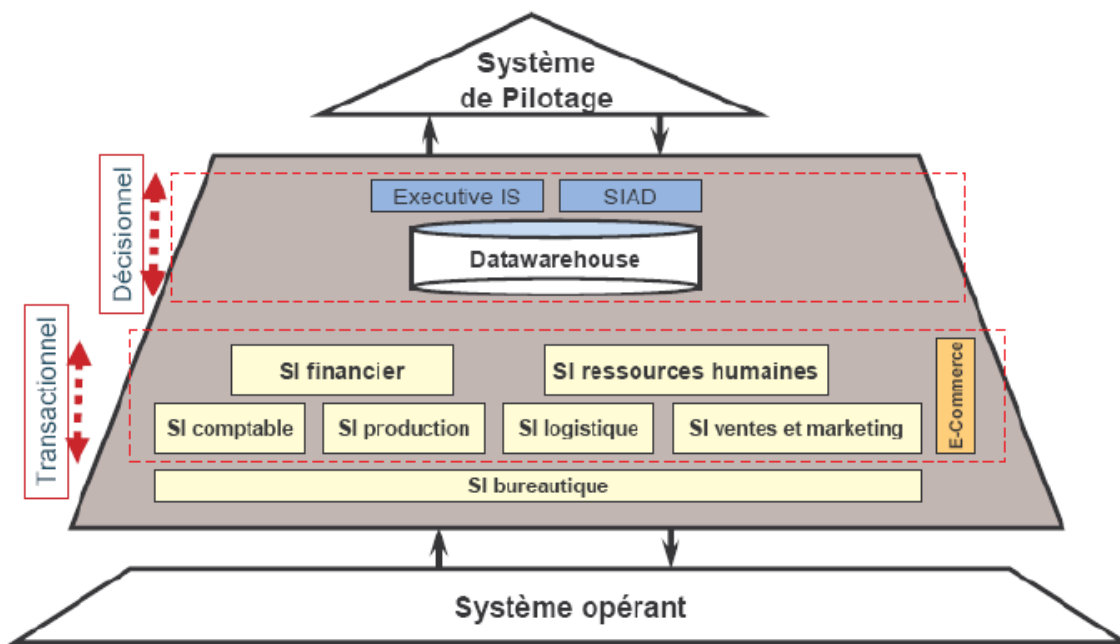 Système
de Pilotage
Décisionnel
Executive IS
SIAD
Datawarehouse
Transactionnel
SI financier
SI ressources humaines
E-Commerce
SI comptable
SI production
SI logistique
SI ventes et marketing
SI bureautique
Système opérant